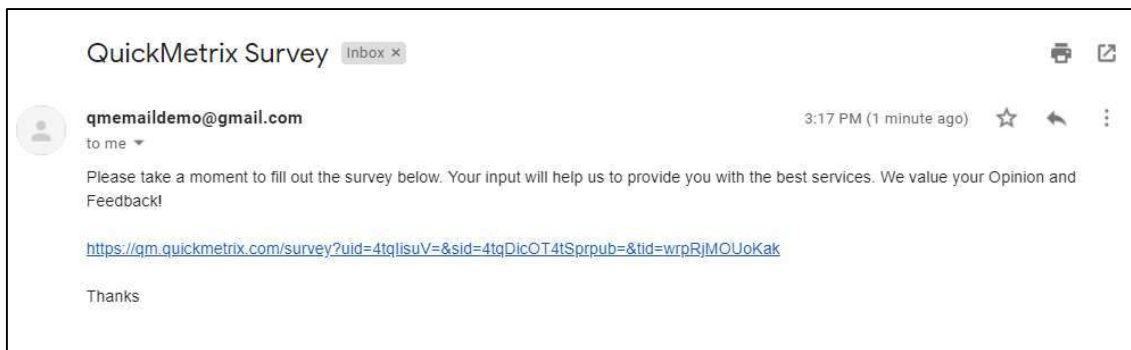 QuickMetrix Survey Inbox ×
qmemaildemo@gmail.com 3:17 PM (1 minute ago)
to me
Please take a moment to fill out the survey below. Your input will help us to provide you with the best services. We value your Opinion and
Feedback!
https://qm.quickmetrix.com/survey?uid=4tqIisuV=&sid=4tqDicOT4tSprpub=&tid=wrpRjMOUoKak
Thanks